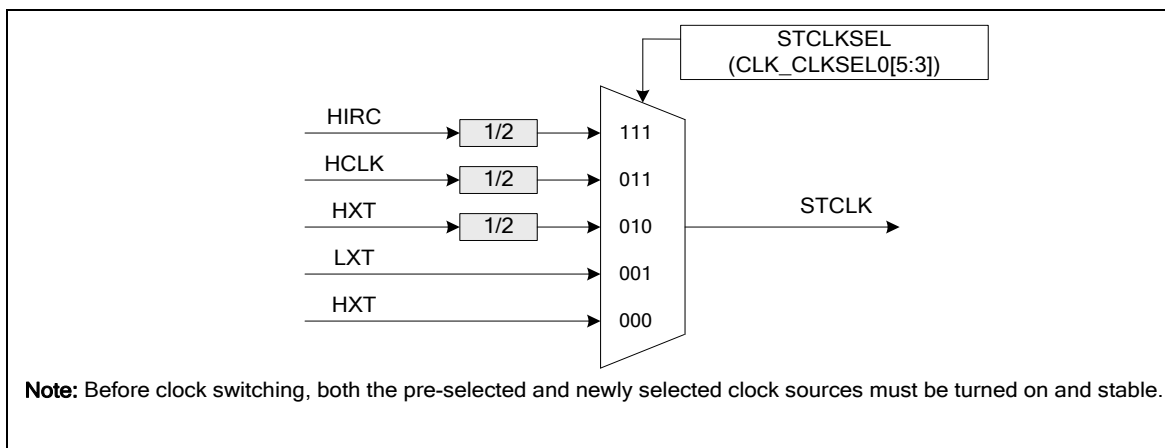 STCLKSEL
(CLK_CLKSEL0[5:3])
HIRC
1/2
111
HCLK
1/2
011
HXT
1/2
010
STCLK
LXT
001
HXT
000
Note: Before clock switching, both the pre-selected and newly selected clock sources must be turned on and stable.